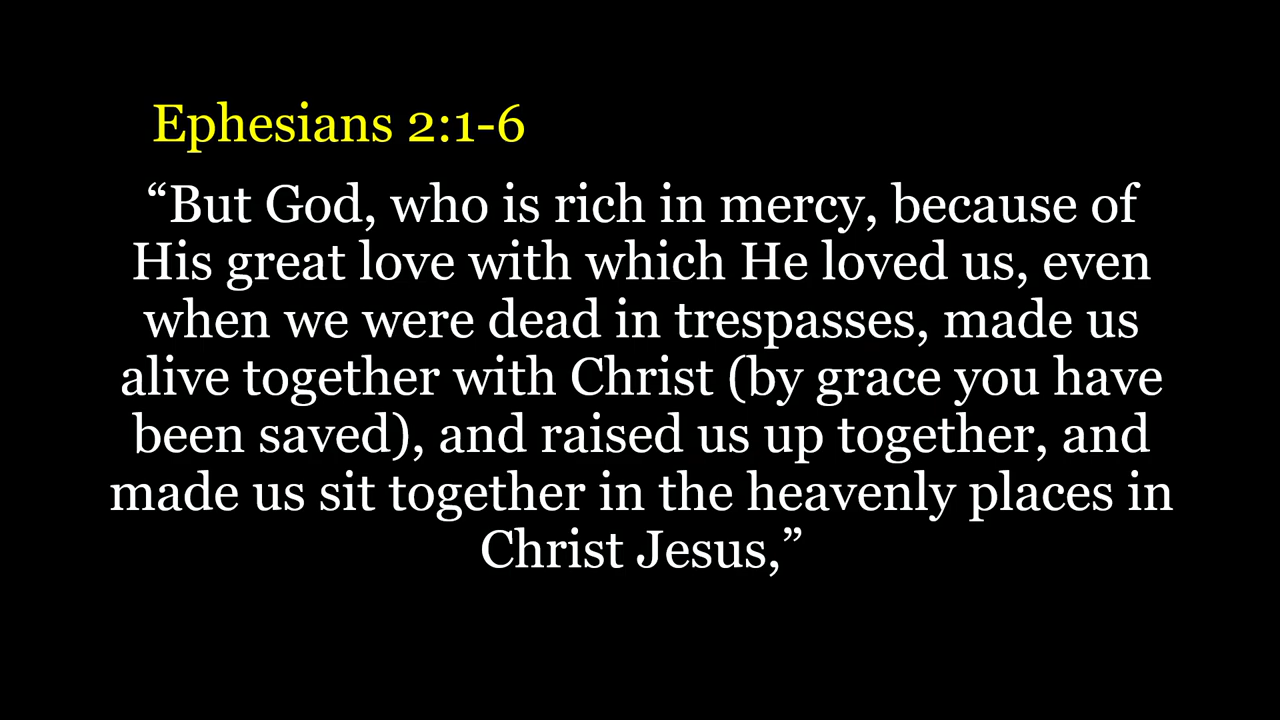 Ephesians 2:1-6
“But God, who is rich in mercy, because of
His great love with which He loved us, even
when we were dead in trespasses, made us
alive together with Christ (by grace you have
been saved), and raised us up together, and
made us sit together in the heavenly places in
Christ Jesus,”